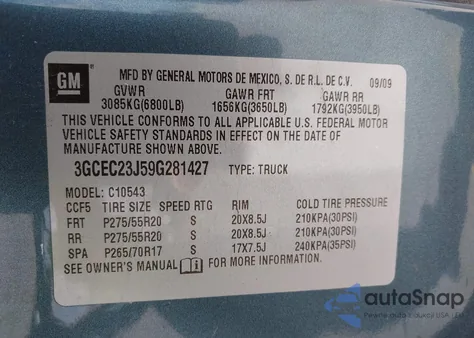 GM
MFD BY GENERAL MOTORS DE MEXICO, S. DE R.L. DE C.V. 09/09
GVWR GAWR FRT GAWR RR
3085KG(6800LB) 1656KG(3650LB) 1792KG(3950LB)
THIS VEHICLE CONFORMS TO ALL APPLICABLE U.S. FEDERAL MOTOR
VEHICLE SAFETY STANDARDS IN EFFECT ON THE DATE OF
MANUFACTURE SHOWN ABOVE.
3GCEC23J59G281427 TYPE: TRUCK
MODEL: C10543
CCF5 TIRE SIZE SPEED RTG RIM COLD TIRE PRESSURE
FRT P275/55R20 S 20X8.5J 210KPA(30PSI)
RR P275/55R20 S 20X8.5J 210KPA(30PSI)
SPA P265/70R17 S 17X7.5J 240KPA(35PSI)
SEE OWNER'S MANUAL FOR MORE INFORMATION.
autoSnap